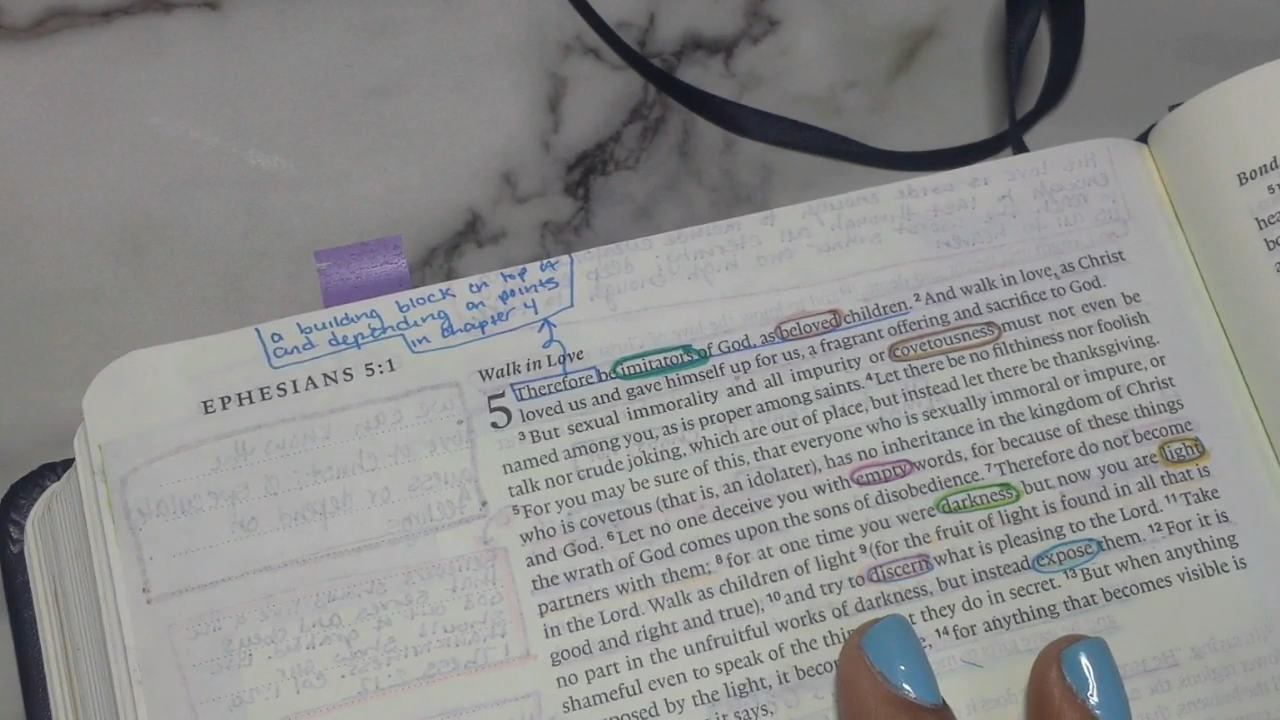 a building block on top of
and depending on points
in chapter 4
EPHESIANS 5:1
Walk in Love
5 Therefore be imitators of God, as beloved children. 2 And walk in love, as Christ
loved us and gave himself up for us, a fragrant offering and sacrifice to God.
3 But sexual immorality and all impurity or covetousness must not even be
named among you, as is proper among saints. 4 Let there be no filthiness nor foolish
talk nor crude joking, which are out of place, but instead let there be thanksgiving.
5 For you may be sure of this, that everyone who is sexually immoral or impure, or
who is covetous (that is, an idolater), has no inheritance in the kingdom of Christ
and God. 6 Let no one deceive you with empty words, for because of these things
the wrath of God comes upon the sons of disobedience. 7 Therefore do not become
partners with them; 8 for at one time you were darkness, but now you are light
in the Lord. Walk as children of light 9 (for the fruit of light is found in all that is
good and right and true), 10 and try to discern what is pleasing to the Lord. 11 Take
no part in the unfruitful works of darkness, but instead expose them. 12 For it is
shameful even to speak of the thin t they do in secret. 13 But when anything
posed by the light, it becom e, 14 for anything that becomes visible is
it says,
Bond
5
he
b